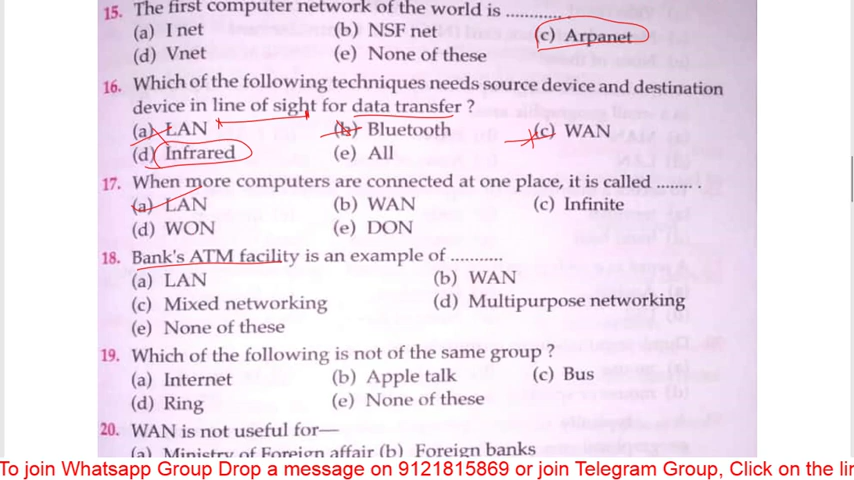 15. The first computer network of the world is .............
(a) I net (b) NSF net (c) Arpanet
(d) Vnet (e) None of these
16. Which of the following techniques needs source device and destination
device in line of sight for data transfer ?
(a) LAN (b) Bluetooth (c) WAN
(d) Infrared (e) All
17. When more computers are connected at one place, it is called ........ .
(a) LAN (b) WAN (c) Infinite
(d) WON (e) DON
18. Bank's ATM facility is an example of ...........
(a) LAN (b) WAN
(c) Mixed networking (d) Multipurpose networking
(e) None of these
19. Which of the following is not of the same group ?
(a) Internet (b) Apple talk (c) Bus
(d) Ring (e) None of these
20. WAN is not useful for—
(a) Ministry of Foreign affair (b) Foreign banks
To join Whatsapp Group Drop a message on 9121815869 or join Telegram Group, Click on the